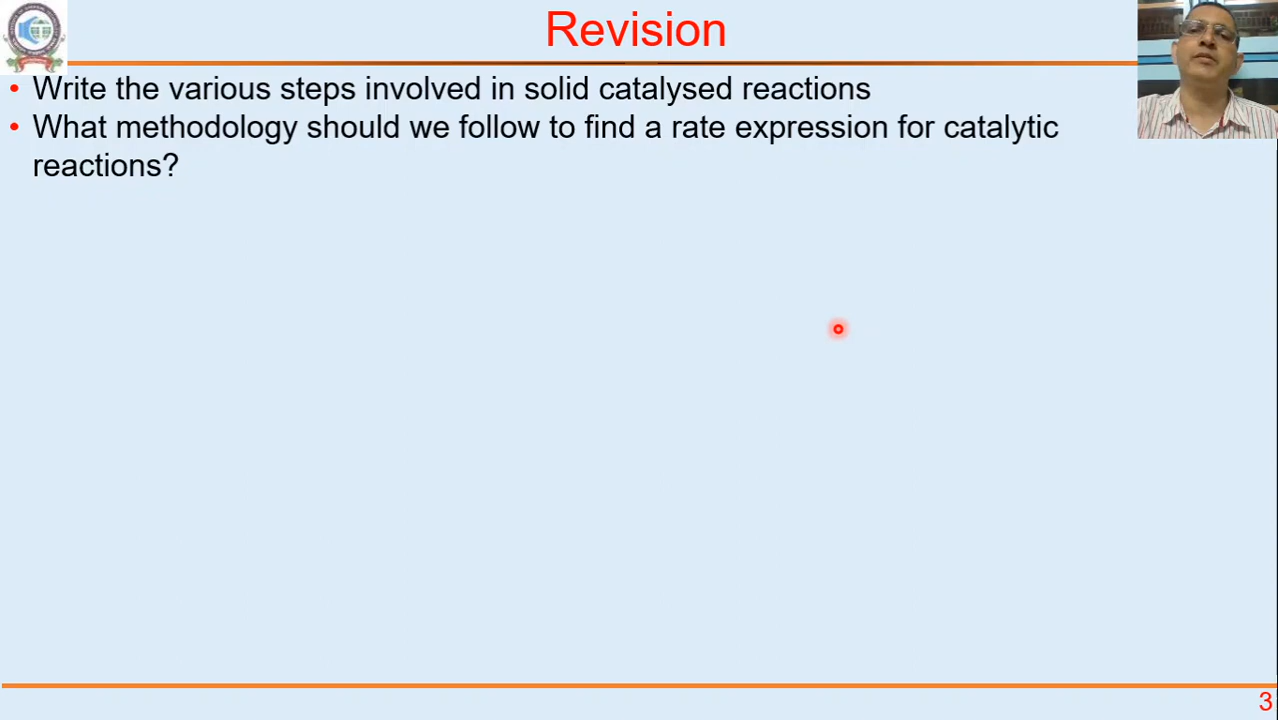 Revision
• Write the various steps involved in solid catalysed reactions
• What methodology should we follow to find a rate expression for catalytic
reactions?
3